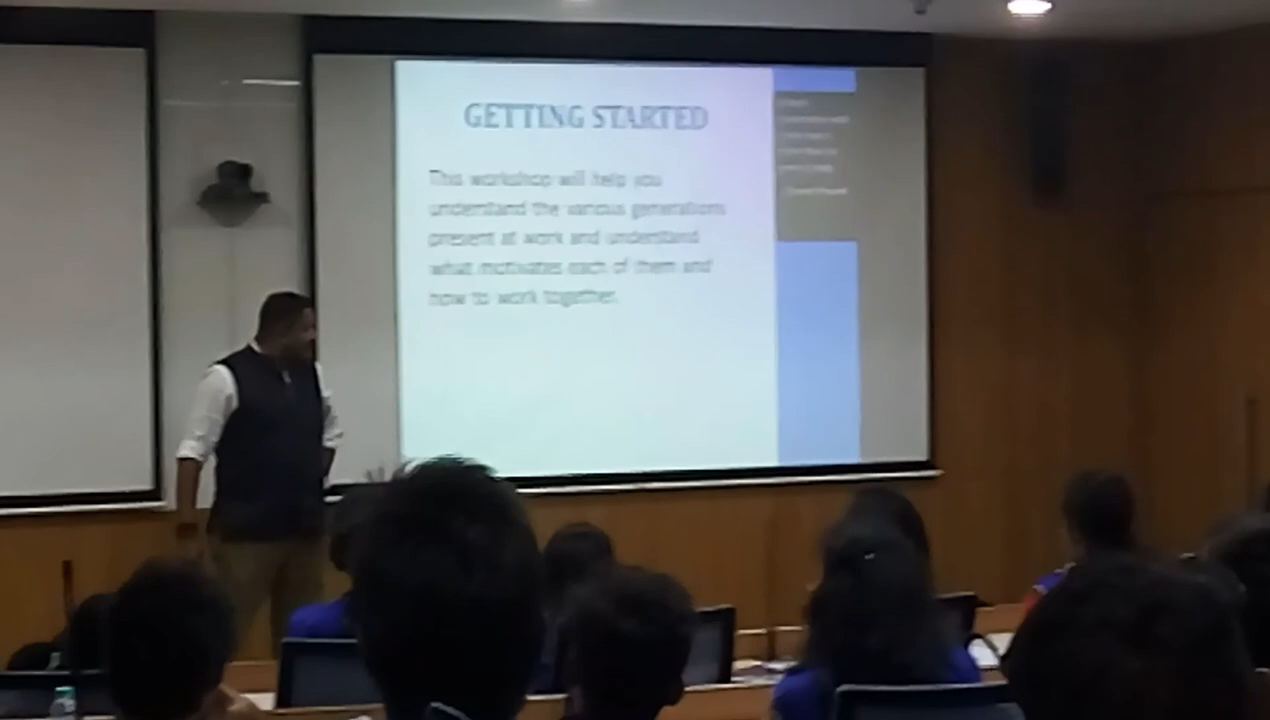 GETTING STARTED
This workshop will help you
understand the various generations
present at work and understand
what motivates each of them and
how to work together.